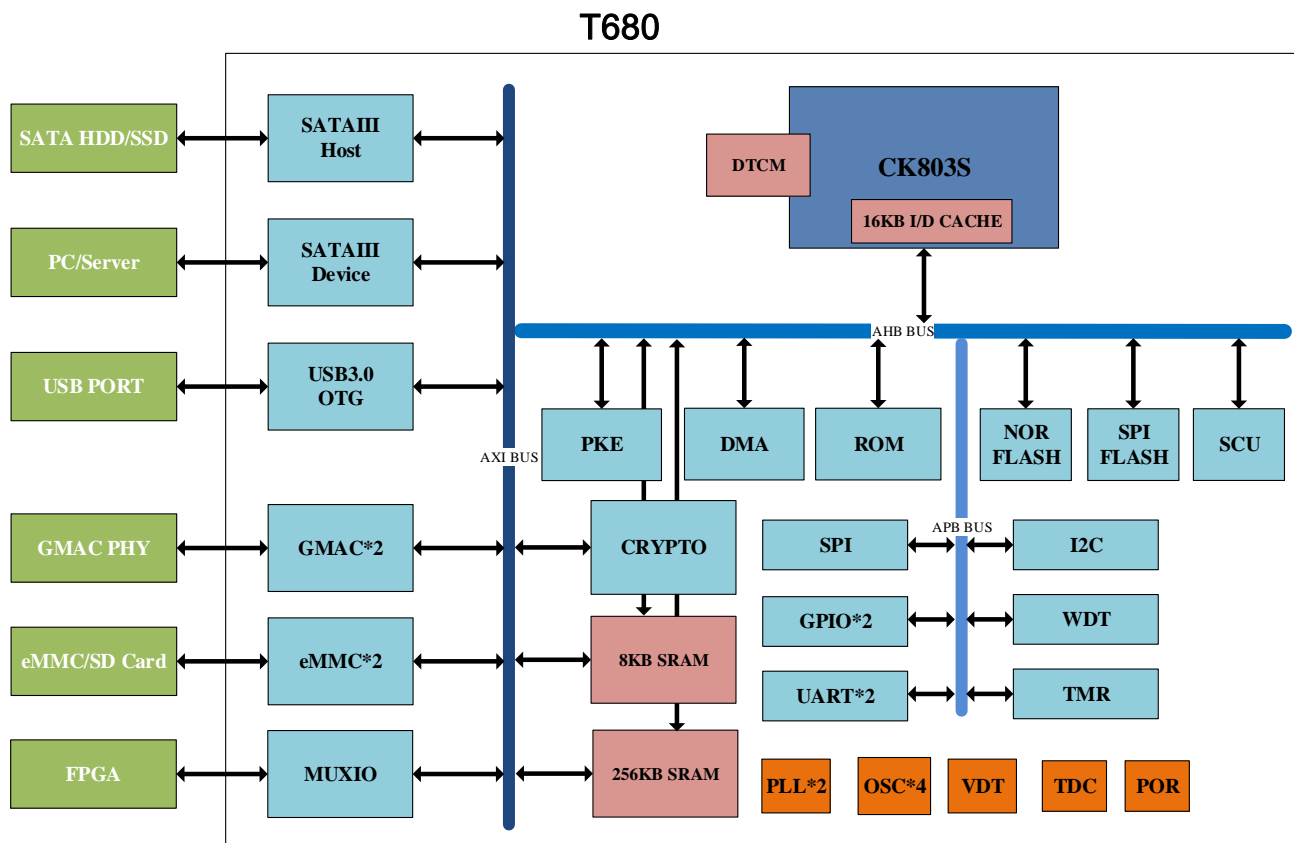 T680
SATA HDD/SSD
SATAIII
Host
DTCM
CK803S
16KB I/D CACHE
PC/Server
SATAIII
Device
AHB BUS
USB PORT
USB3.0
OTG
AXI BUS
PKE
DMA
ROM
NOR
FLASH
SPI
FLASH
SCU
APB BUS
GMAC PHY
GMAC*2
CRYPTO
SPI
I2C
GPIO*2
WDT
eMMC/SD Card
eMMC*2
8KB SRAM
UART*2
TMR
FPGA
MUXIO
256KB SRAM
PLL*2
OSC*4
VDT
TDC
POR